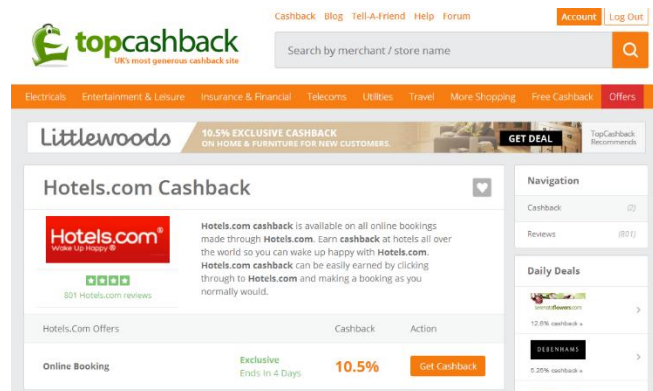 Cashback Blog Tell-A-Friend Help Forum Account Log Out
topcashback
UK's most generous cashback site
Search by merchant / store name
Electricals Entertainment & Leisure Insurance & Financial Telecoms Utilities Travel More Shopping Free Cashback Offers
Littlewoods
10.5% EXCLUSIVE CASHBACK
ON HOME & FURNITURE FOR NEW CUSTOMERS.
GET DEAL
TopCashback
Recommends
Hotels.com Cashback
Hotels.com®
Wake Up Happy®
801 Hotels.com reviews
Hotels.com cashback is available on all online bookings
made through Hotels.com. Earn cashback at hotels all over
the world so you can wake up happy with Hotels.com.
Hotels.com cashback can be easily earned by clicking
through to Hotels.com and making a booking as you
normally would.
Hotels.Com Offers Cashback Action
Online Booking
Exclusive
Ends In 4 Days
10.5%
Get Cashback
Navigation
Cashback (2)
Reviews (801)
Daily Deals
serenataflowers.com
12.6% cashback »
DEBENHAMS
5.25% cashback »